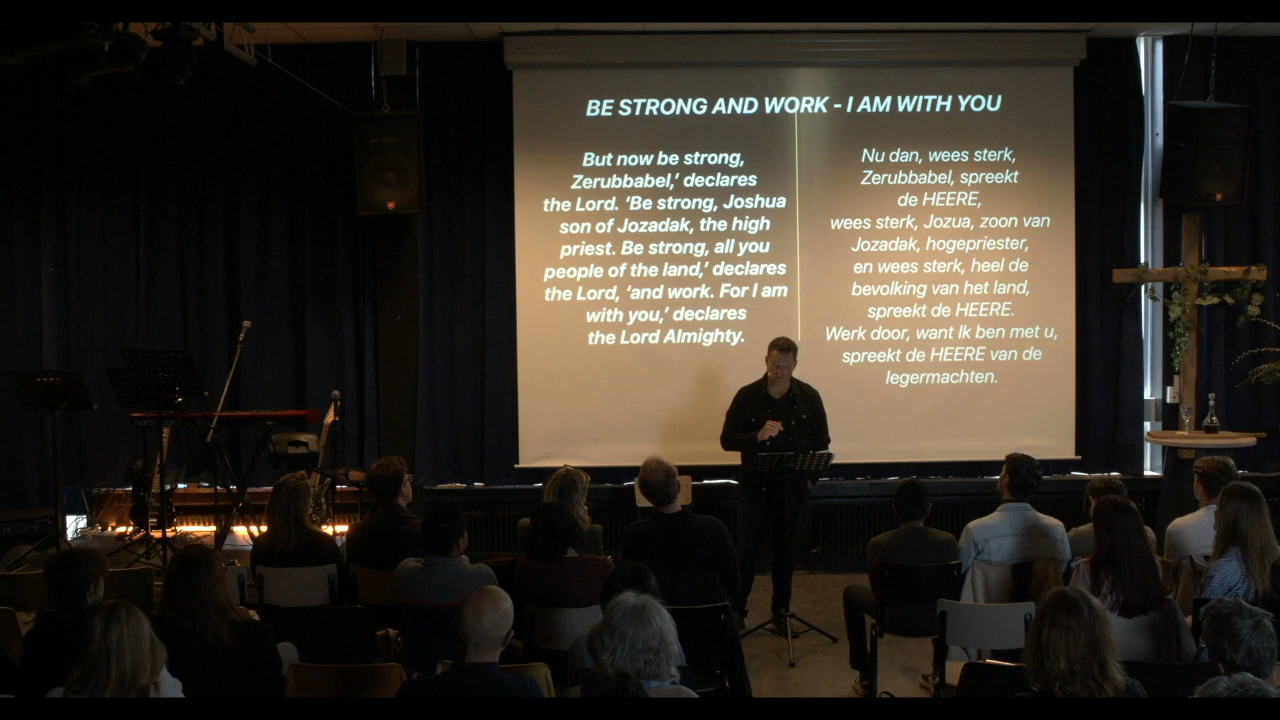 BE STRONG AND WORK - I AM WITH YOU
But now be strong,
Zerubbabel,’ declares
the Lord. ‘Be strong, Joshua
son of Jozadak, the high
priest. Be strong, all you
people of the land,’ declares
the Lord, ‘and work. For I am
with you,’ declares
the Lord Almighty.
Nu dan, wees sterk,
Zerubbabel, spreekt
de HEERE,
wees sterk, Jozua, zoon van
Jozadak, hogepriester,
en wees sterk, heel de
bevolking van het land,
spreekt de HEERE.
Werk door, want Ik ben met u,
spreekt de HEERE van de
legermachten.